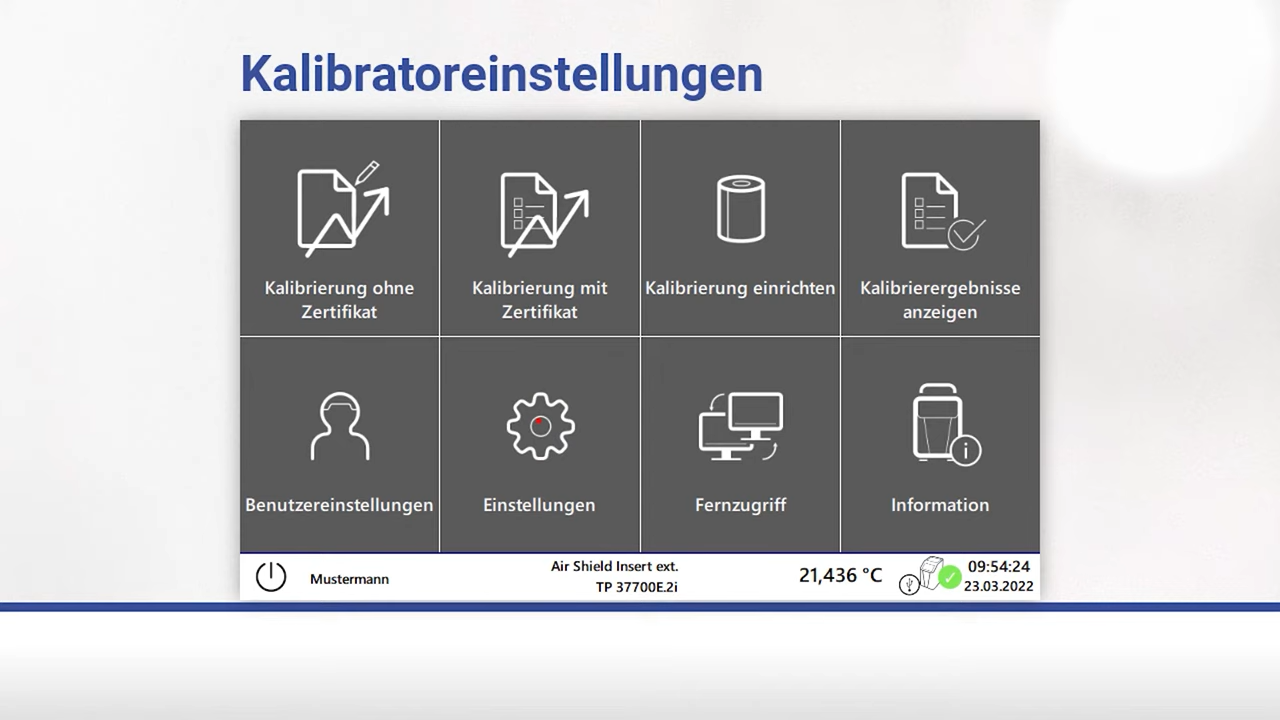 Kalibratoreinstellungen
Kalibrierung ohne
Zertifikat
Kalibrierung mit
Zertifikat
Kalibrierung einrichten
Kalibrierergebnisse
anzeigen
Benutzereinstellungen
Einstellungen
Fernzugriff
Information
Mustermann
Air Shield Insert ext.
TP 37700E.2i
21,436 °C
09:54:24
23.03.2022